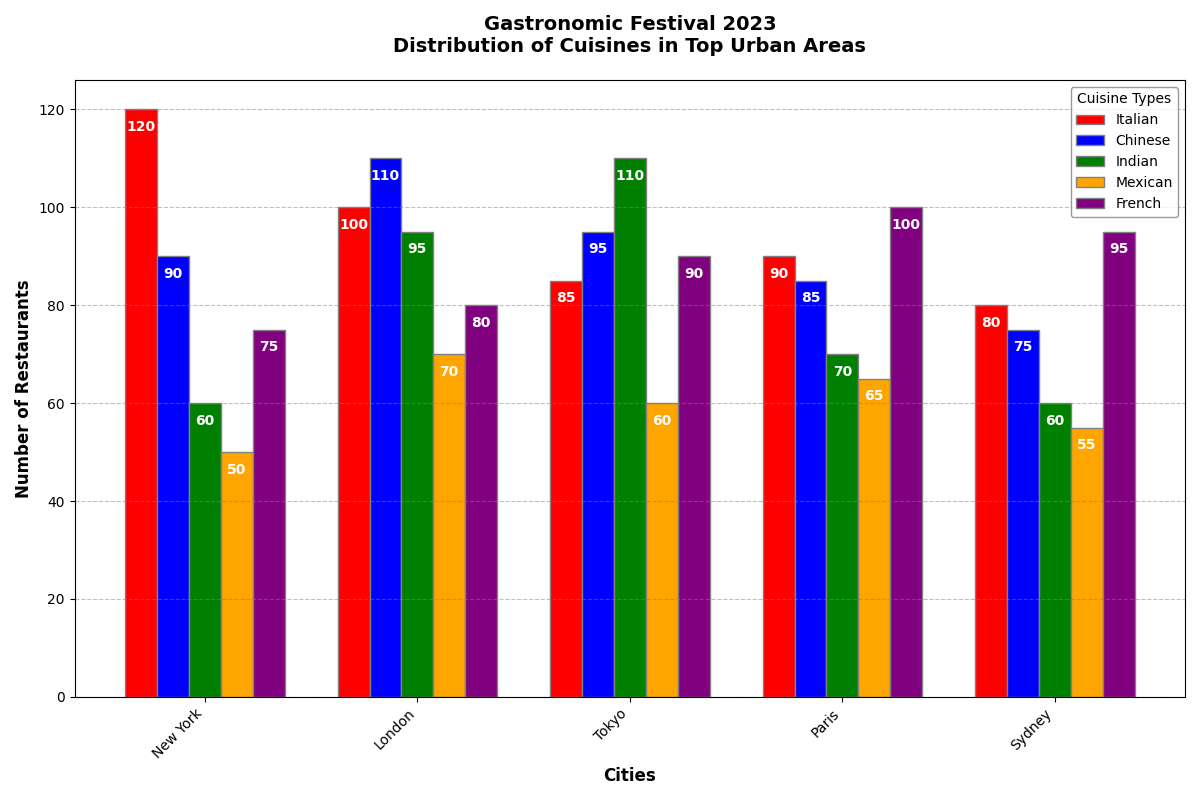 Gastronomic Festival 2023
Distribution of Cuisines in Top Urban Areas
Number of Restaurants
120
100
80
60
40
20
0
Cuisine Types
Italian
Chinese
Indian
Mexican
French
120
90
60
50
75
100
110
95
70
80
85
95
110
60
90
90
85
70
65
100
80
75
60
55
95
New York
London
Tokyo
Paris
Sydney
Cities